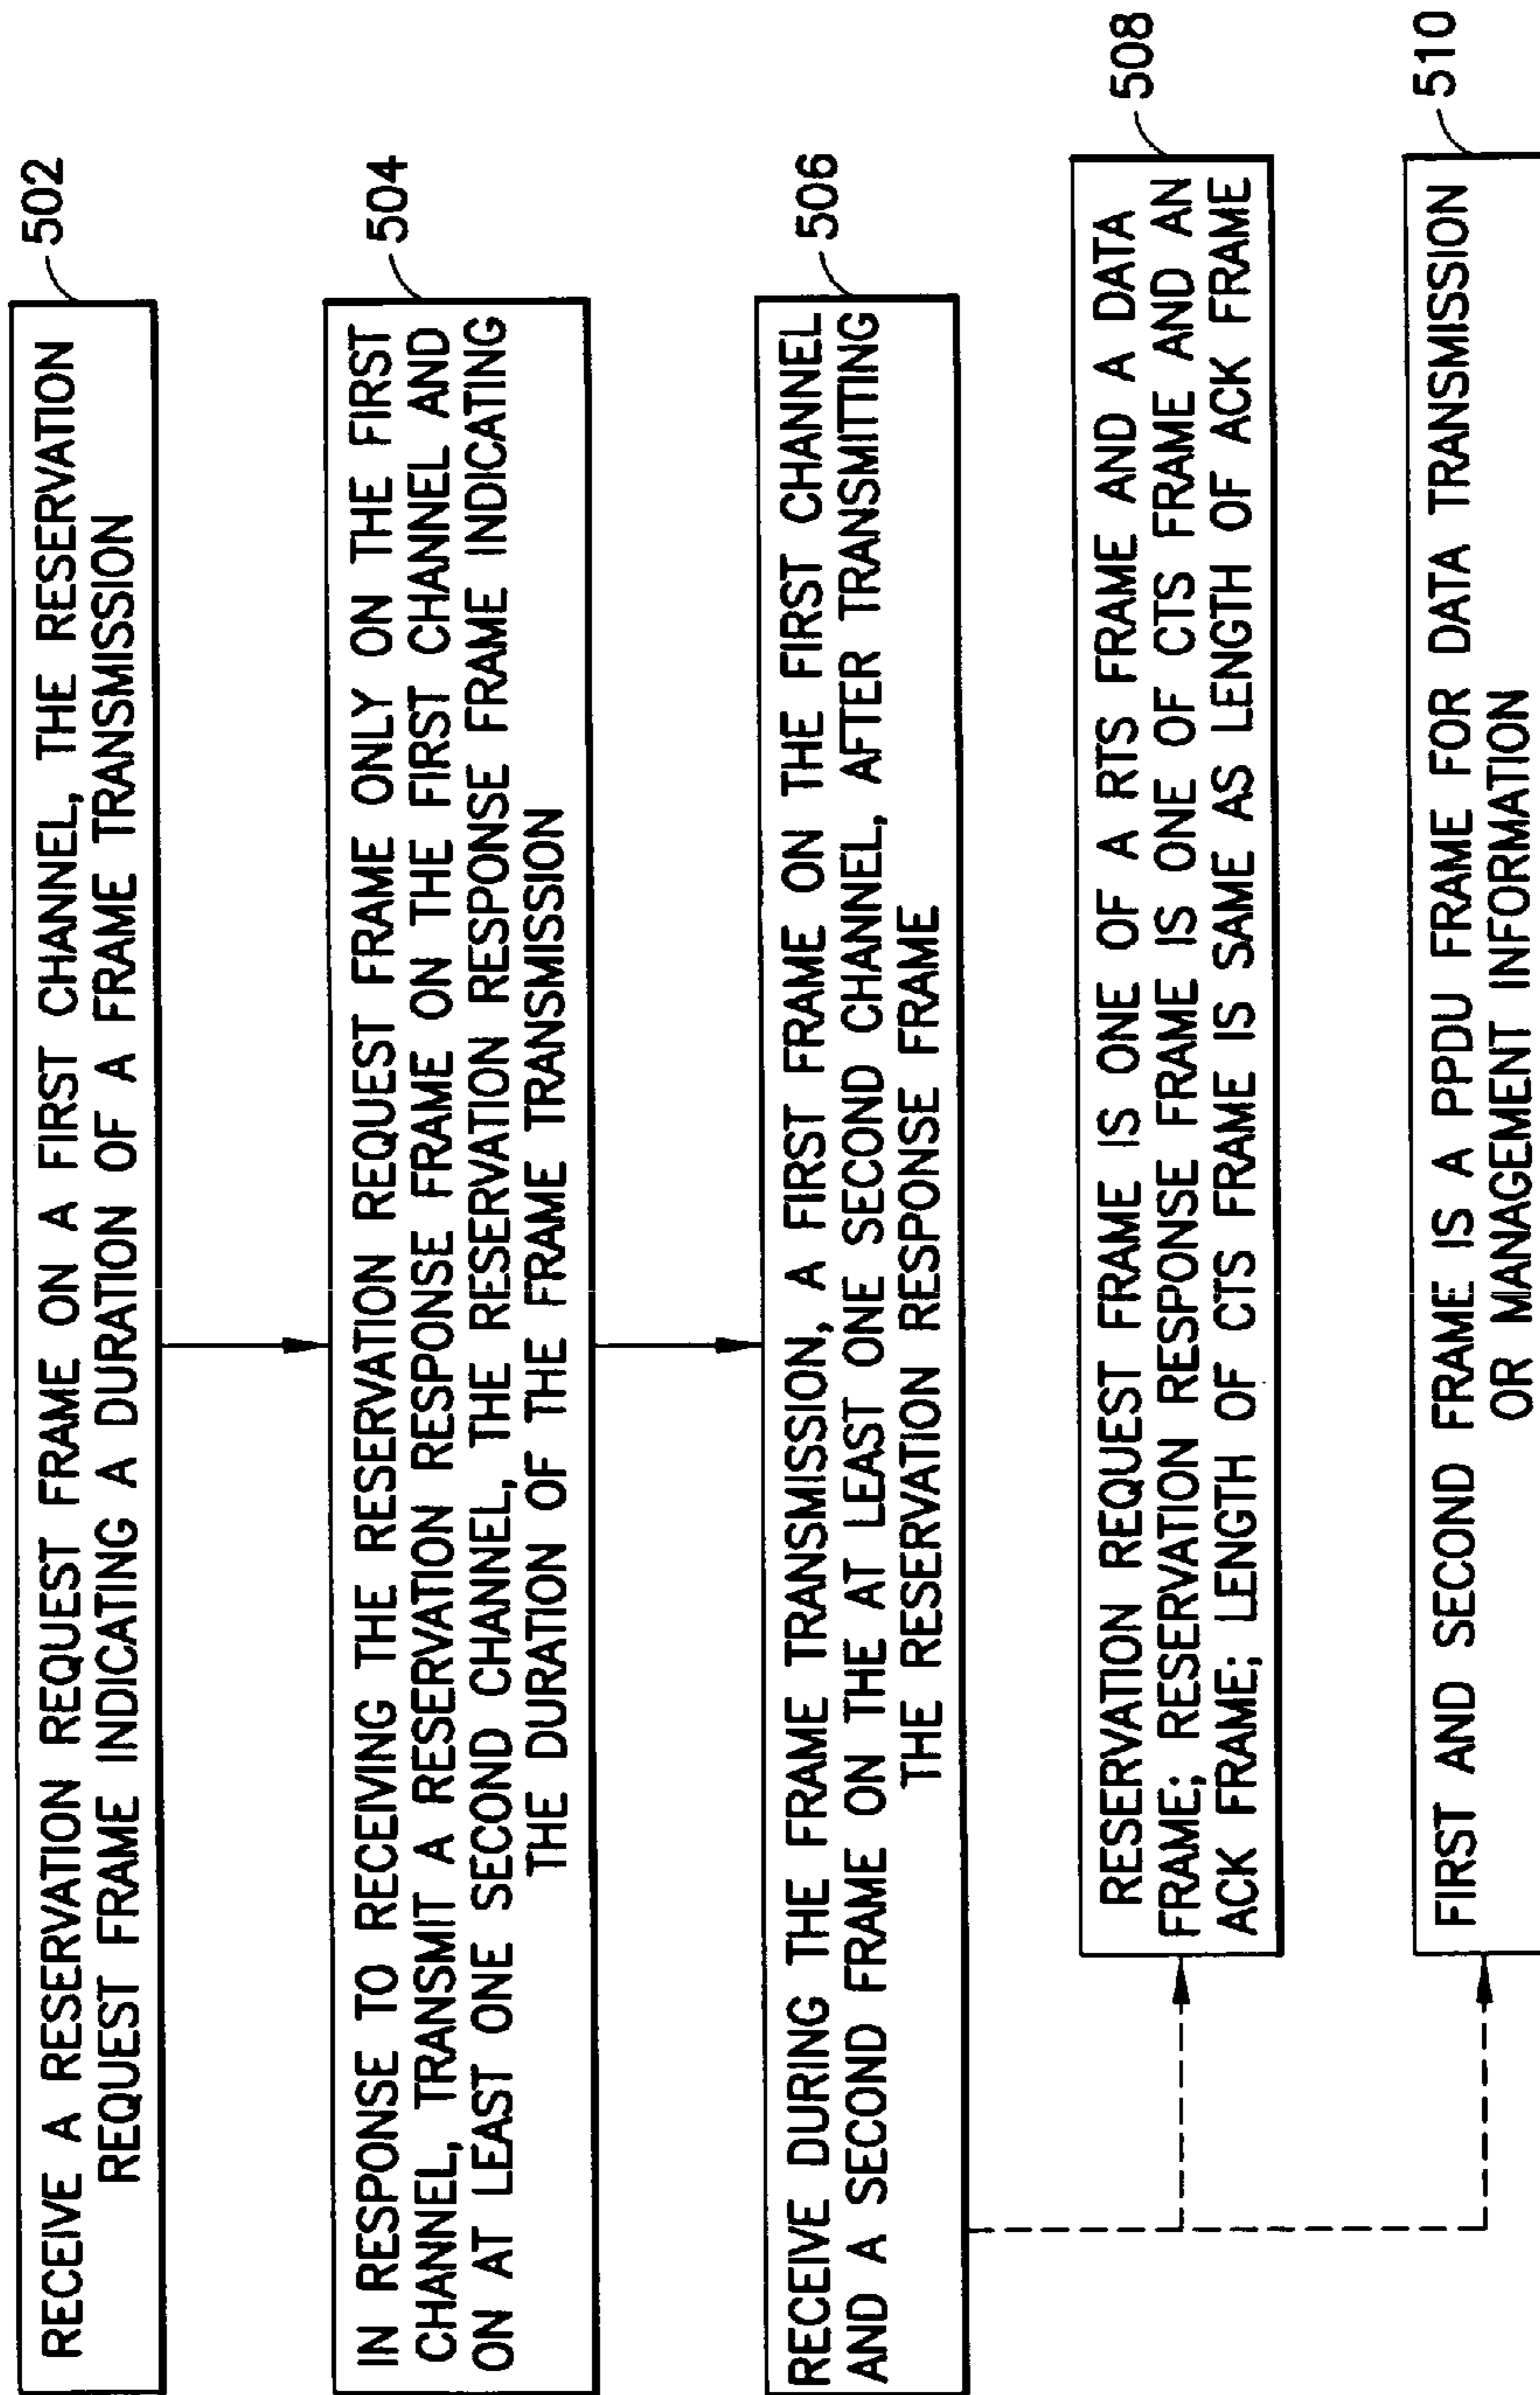 502
RECEIVE A RESERVATION REQUEST FRAME ON A FIRST CHANNEL, THE RESERVATION
REQUEST FRAME INDICATING A DURATION OF A FRAME TRANSMISSION
504
IN RESPONSE TO RECEIVING THE RESERVATION REQUEST FRAME ONLY ON THE FIRST
CHANNEL, TRANSMIT A RESERVATION RESPONSE FRAME ON THE FIRST CHANNEL AND
ON AT LEAST ONE SECOND CHANNEL, THE RESERVATION RESPONSE FRAME INDICATING
THE DURATION OF THE FRAME TRANSMISSION
506
RECEIVE DURING THE FRAME TRANSMISSION, A FIRST FRAME ON THE FIRST CHANNEL
AND A SECOND FRAME ON THE AT LEAST ONE SECOND CHANNEL, AFTER TRANSMITTING
THE RESERVATION RESPONSE FRAME
508
RESERVATION REQUEST FRAME IS ONE OF A RTS FRAME AND A DATA
FRAME; RESERVATION RESPONSE FRAME IS ONE OF CTS FRAME AND AN
ACK FRAME; LENGTH OF CTS FRAME IS SAME AS LENGTH OF ACK FRAME
510
FIRST AND SECOND FRAME IS A PPDU FRAME FOR DATA TRANSMISSION
OR MANAGEMENT INFORMATION